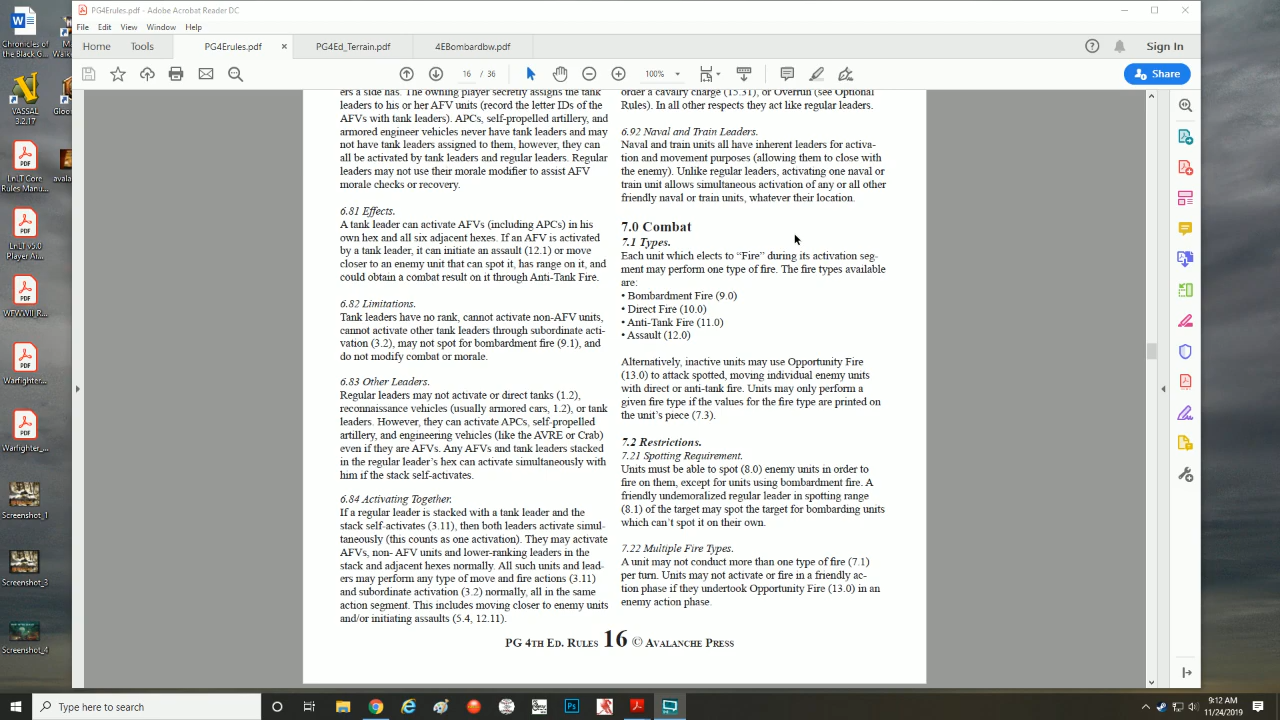 PG4Erules.pdf - Adobe Acrobat Reader DC
File Edit View Window Help
Home Tools PG4Erules.pdf × PG4Ed_Terrain.pdf 4EBombardbw.pdf Sign In
16 / 36 100% Share
ers a side has. The owning player secretly assigns the tank
leaders to his or her AFV units (record the letter IDs of the
AFVs with tank leaders). APCs, self-propelled artillery, and
armored engineer vehicles never have tank leaders and may
not have tank leaders assigned to them, however, they can
all be activated by tank leaders and regular leaders. Regular
leaders may not use their morale modifier to assist AFV
morale checks or recovery.
6.81 Effects.
A tank leader can activate AFVs (including APCs) in his
own hex and all six adjacent hexes. If an AFV is activated
by a tank leader, it can initiate an assault (12.1) or move
closer to an enemy unit that can spot it, has range on it, and
could obtain a combat result on it through Anti-Tank Fire.
6.82 Limitations.
Tank leaders have no rank, cannot activate non-AFV units,
cannot activate other tank leaders through subordinate acti-
vation (3.2), may not spot for bombardment fire (9.1), and
do not modify combat or morale.
6.83 Other Leaders.
Regular leaders may not activate or direct tanks (1.2),
reconnaissance vehicles (usually armored cars, 1.2), or tank
leaders. However, they can activate APCs, self-propelled
artillery, and engineering vehicles (like the AVRE or Crab)
even if they are AFVs. Any AFVs and tank leaders stacked
in the regular leader's hex can activate simultaneously with
him if the stack self-activates.
6.84 Activating Together.
If a regular leader is stacked with a tank leader and the
stack self-activates (3.11), then both leaders activate simul-
taneously (this counts as one activation). They may activate
AFVs, non- AFV units and lower-ranking leaders in the
stack and adjacent hexes normally. All such units and lead-
ers may perform any type of move and fire actions (3.11)
and subordinate activation (3.2) normally, all in the same
action segment. This includes moving closer to enemy units
and/or initiating assaults (5.4, 12.11).
order a cavalry charge (15.31), or Overrun (see Optional
Rules). In all other respects they act like regular leaders.
6.92 Naval and Train Leaders.
Naval and train units all have inherent leaders for activa-
tion and movement purposes (allowing them to close with
the enemy). Unlike regular leaders, activating one naval or
train unit allows simultaneous activation of any or all other
friendly naval or train units, whatever their location.
7.0 Combat
7.1 Types.
Each unit which elects to “Fire” during its activation seg-
ment may perform one type of fire. The fire types available
are:
• Bombardment Fire (9.0)
• Direct Fire (10.0)
• Anti-Tank Fire (11.0)
• Assault (12.0)
Alternatively, inactive units may use Opportunity Fire
(13.0) to attack spotted, moving individual enemy units
with direct or anti-tank fire. Units may only perform a
given fire type if the values for the fire type are printed on
the unit's piece (7.3).
7.2 Restrictions.
7.21 Spotting Requirement.
Units must be able to spot (8.0) enemy units in order to
fire on them, except for units using bombardment fire. A
friendly undemoralized regular leader in spotting range
(8.1) of the target may spot the target for bombarding units
which can't spot it on their own.
7.22 Multiple Fire Types.
A unit may not conduct more than one type of fire (7.1)
per turn. Units may not activate or fire in a friendly ac-
tion phase if they undertook Opportunity Fire (13.0) in an
enemy action phase.
PG 4TH ED. RULES 16 © AVALANCHE PRESS
Chronicles of
the Black G...
VASSAL
3.2.17
LnLT Core
Rules Manu...
LnLT v5.0
Player Ai...
WFWWII_R...
Warfighter...
Warfighter_...
Screenshot_1
Screenshot_3
Screenshot_4
Type here to search
9:12 AM
11/24/2019